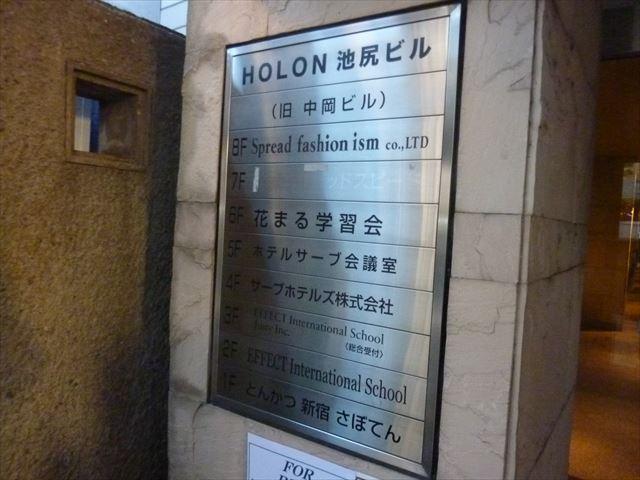 HOLON 池尻ビル
(旧 中岡ビル)
8F Spread fashion ism co.,LTD
7F
6F 花まる学習会
5F ホテルサーブ会議室
4F サーブホテルズ株式会社
3F EFFECT International School
Juny Inc.
〈総合受付〉
2F EFFECT International School
1F とんかつ 新宿 さぼてん
FOR